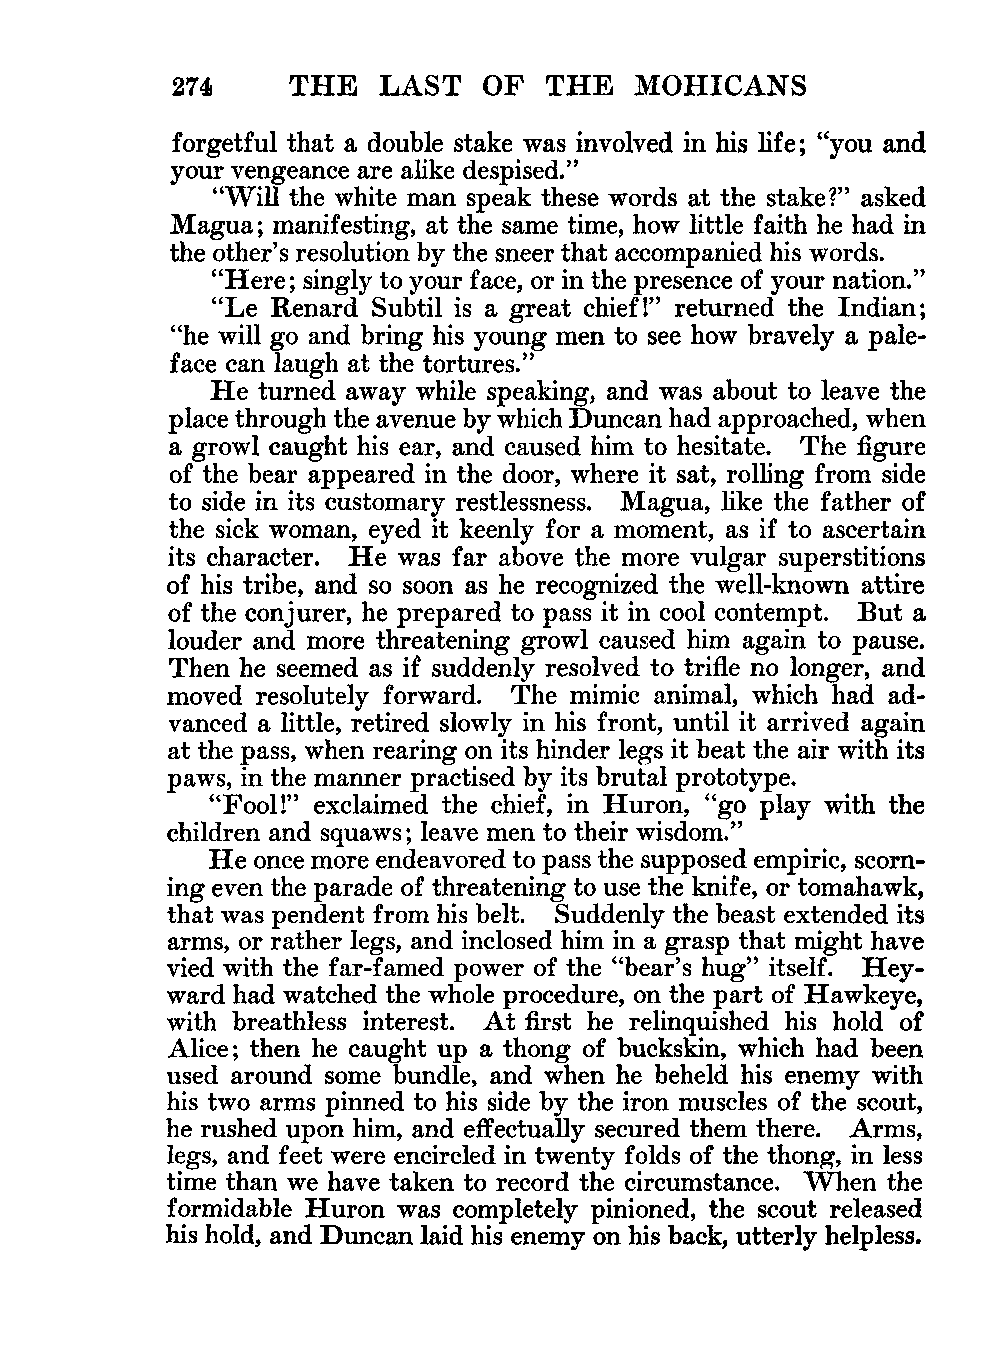 274 THE LAST OF THE MOHICANS
forgetful that a double stake was involved in his life; “you and
your vengeance are alike despised.”
“Will the white man speak these words at the stake?” asked
Magua; manifesting, at the same time, how little faith he had in
the other’s resolution by the sneer that accompanied his words.
“Here; singly to your face, or in the presence of your nation.”
“Le Renard Subtil is a great chief!” returned the Indian;
“he will go and bring his young men to see how bravely a pale-
face can laugh at the tortures.”
He turned away while speaking, and was about to leave the
place through the avenue by which Duncan had approached, when
a growl caught his ear, and caused him to hesitate. The figure
of the bear appeared in the door, where it sat, rolling from side
to side in its customary restlessness. Magua, like the father of
the sick woman, eyed it keenly for a moment, as if to ascertain
its character. He was far above the more vulgar superstitions
of his tribe, and so soon as he recognized the well-known attire
of the conjurer, he prepared to pass it in cool contempt. But a
louder and more threatening growl caused him again to pause.
Then he seemed as if suddenly resolved to trifle no longer, and
moved resolutely forward. The mimic animal, which had ad-
vanced a little, retired slowly in his front, until it arrived again
at the pass, when rearing on its hinder legs it beat the air with its
paws, in the manner practised by its brutal prototype.
“Fool!” exclaimed the chief, in Huron, “go play with the
children and squaws; leave men to their wisdom.”
He once more endeavored to pass the supposed empiric, scorn-
ing even the parade of threatening to use the knife, or tomahawk,
that was pendent from his belt. Suddenly the beast extended its
arms, or rather legs, and inclosed him in a grasp that might have
vied with the far-famed power of the “bear’s hug” itself. Hey-
ward had watched the whole procedure, on the part of Hawkeye,
with breathless interest. At first he relinquished his hold of
Alice; then he caught up a thong of buckskin, which had been
used around some bundle, and when he beheld his enemy with
his two arms pinned to his side by the iron muscles of the scout,
he rushed upon him, and effectually secured them there. Arms,
legs, and feet were encircled in twenty folds of the thong, in less
time than we have taken to record the circumstance. When the
formidable Huron was completely pinioned, the scout released
his hold, and Duncan laid his enemy on his back, utterly helpless.